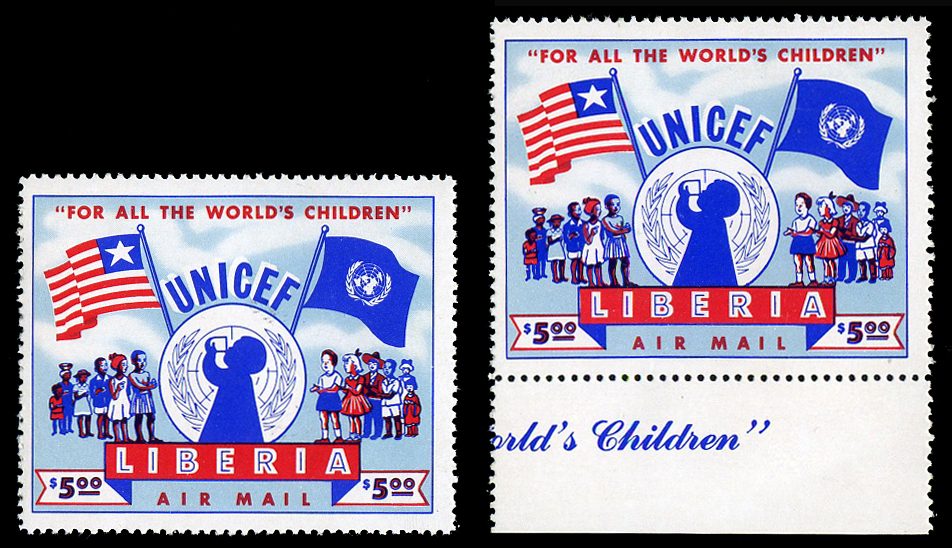 "FOR ALL THE WORLD'S CHILDREN"
UNICEF
LIBERIA
$5.00 $5.00
AIR MAIL
"FOR ALL THE WORLD'S CHILDREN"
UNICEF
LIBERIA
$5.00 $5.00
AIR MAIL
orld's Children"